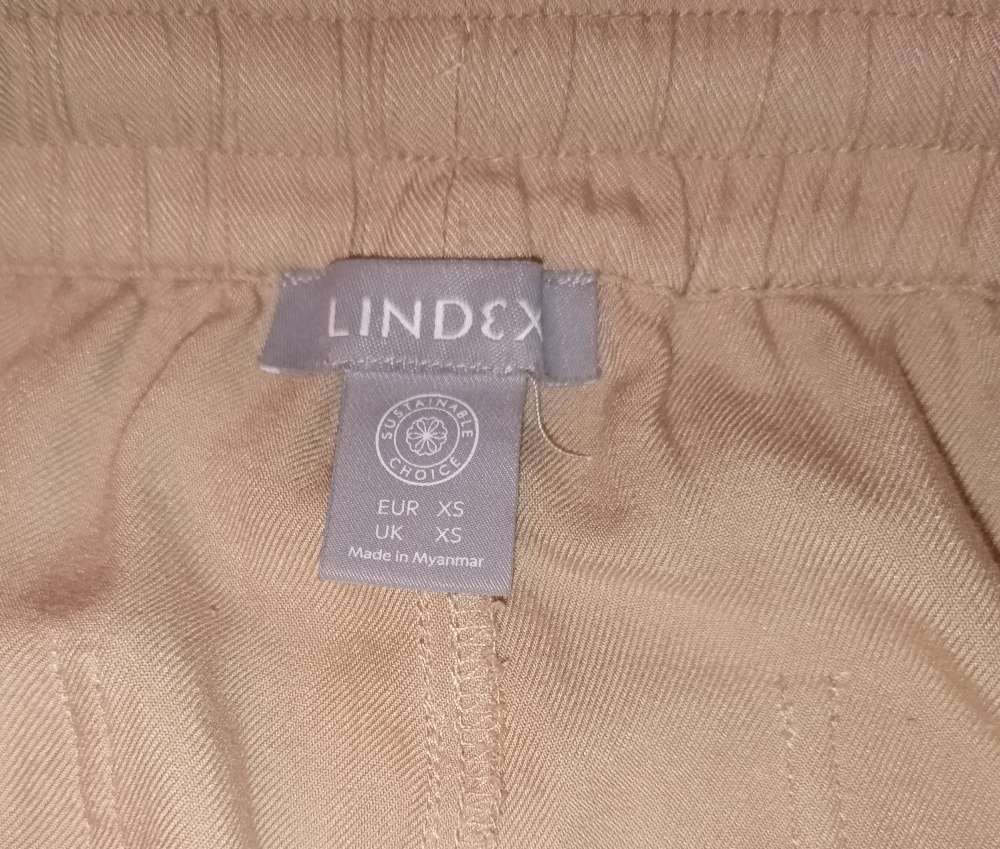 LINDEX
SUSTAINABLE
CHOICE
EUR XS
UK XS
Made in Myanmar